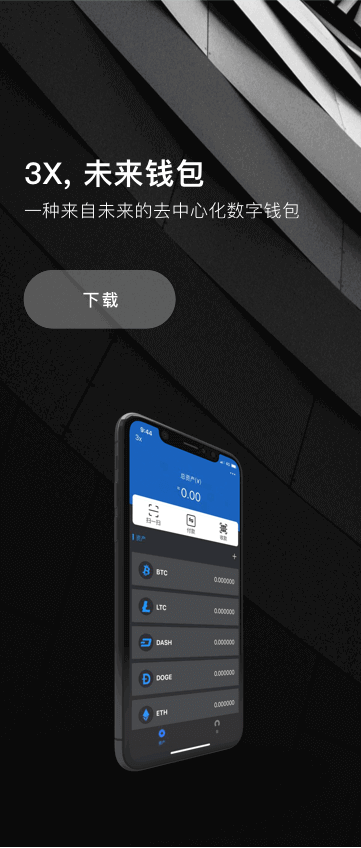 3X, 未来钱包
一种来自未来的去中心化数字钱包
下载
9:44
3x
总资产(¥)
0.00
扫一扫
付款
收款
资产
+
BTC
0.000000
LTC
0.000000
DASH
0.000000
DOGE
0.000000
ETH
0.000000
资产